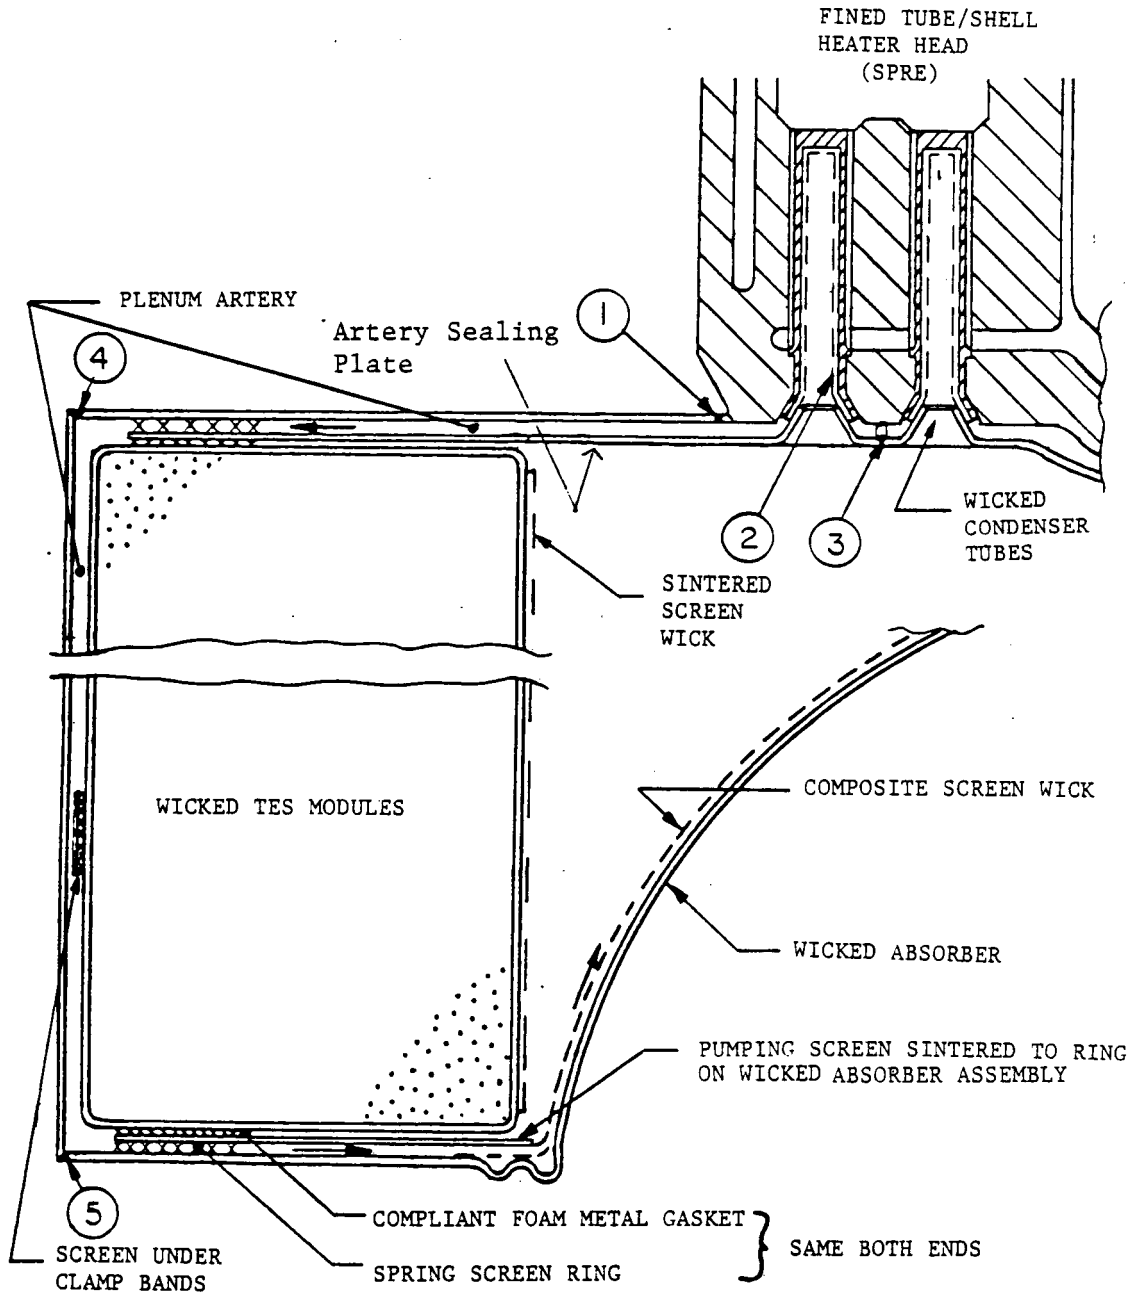 FINED TUBE/SHELL
HEATER HEAD
(SPRE)
PLENUM ARTERY
Artery Sealing
Plate
1
4
2
3
WICKED
CONDENSER
TUBES
SINTERED
SCREEN
WICK
WICKED TES MODULES
COMPOSITE SCREEN WICK
WICKED ABSORBER
PUMPING SCREEN SINTERED TO RING
ON WICKED ABSORBER ASSEMBLY
5
COMPLIANT FOAM METAL GASKET
SPRING SCREEN RING
SAME BOTH ENDS
SCREEN UNDER
CLAMP BANDS